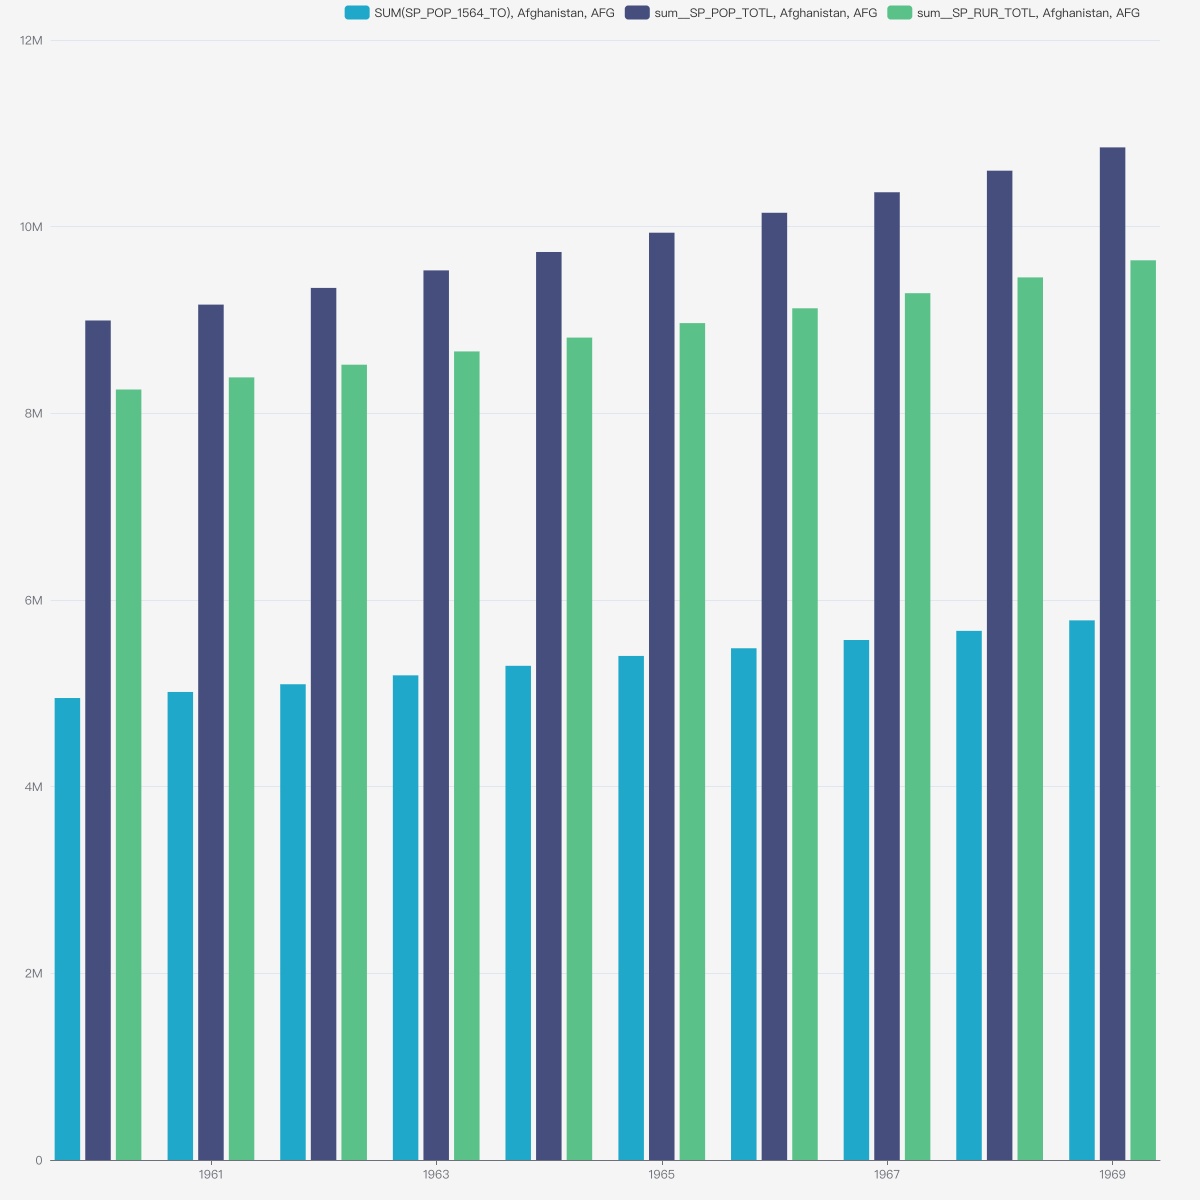 SUM(SP_POP_1564_TO), Afghanistan, AFG sum__SP_POP_TOTL, Afghanistan, AFG sum__SP_RUR_TOTL, Afghanistan, AFG
12M
10M
8M
6M
4M
2M
0
1961 1963 1965 1967 1969